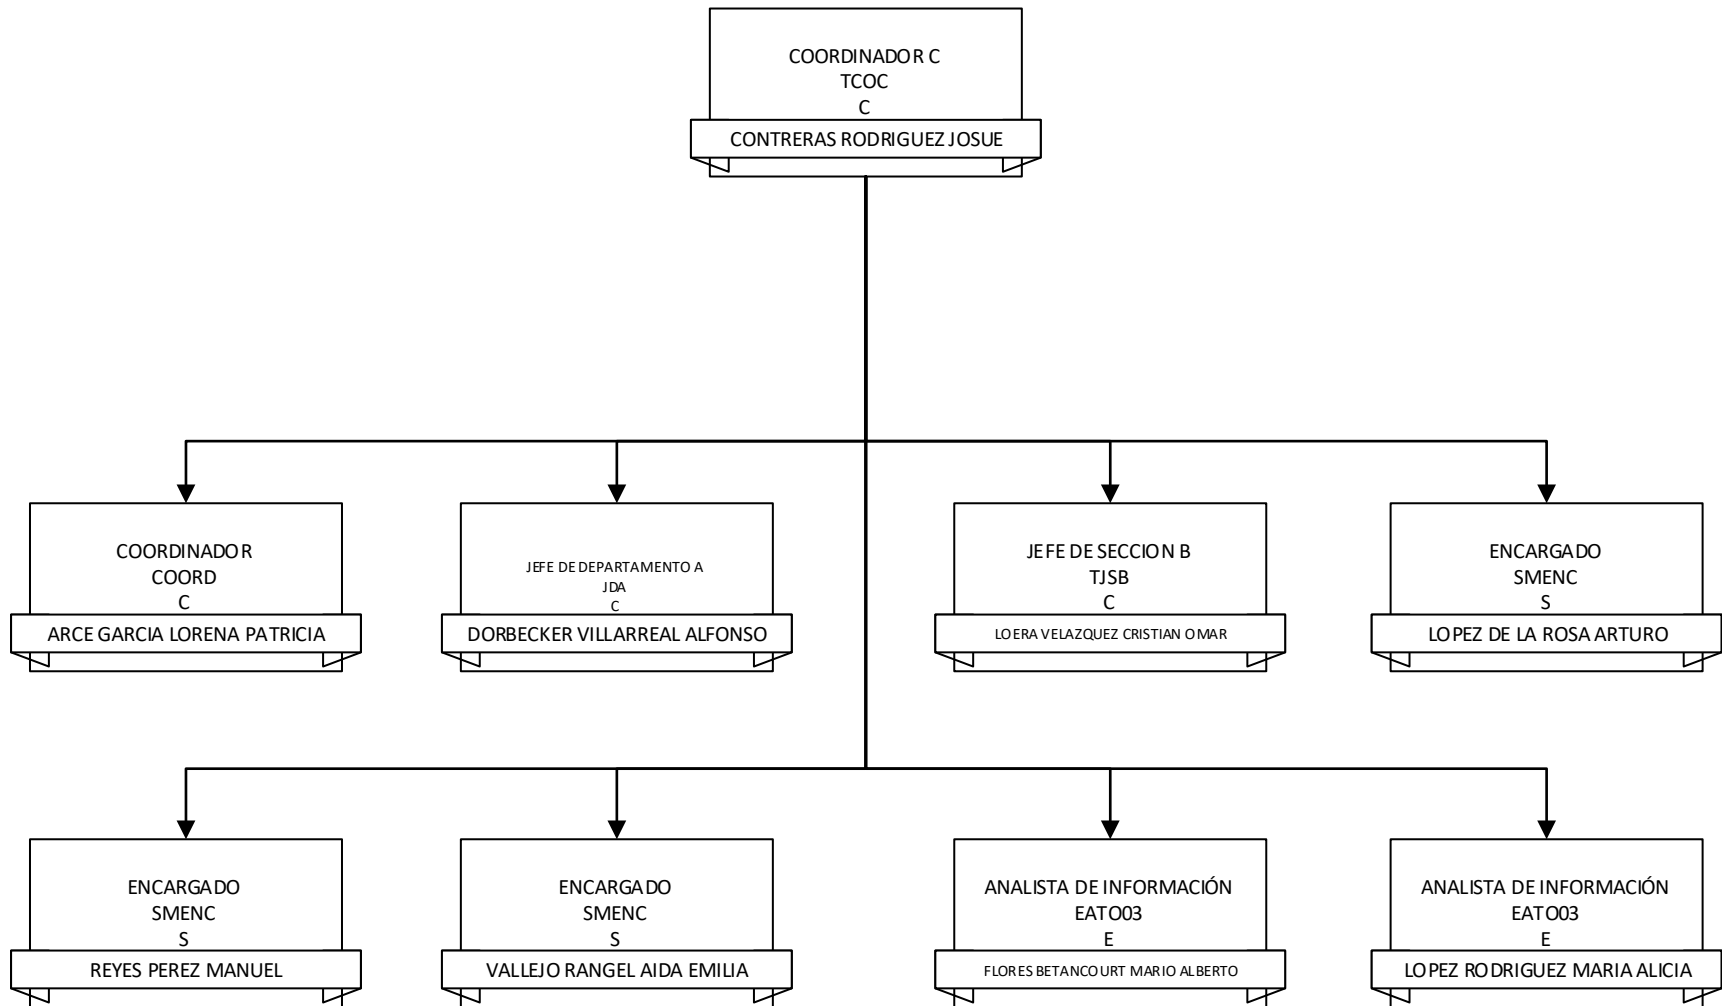 COORDINADOR C
TCOC
C
CONTRERAS RODRIGUEZ JOSUE
COORDINADOR
COORD
C
ARCE GARCIA LORENA PATRICIA
JEFE DE DEPARTAMENTO A
JDA
C
DORBECKER VILLARREAL ALFONSO
JEFE DE SECCION B
TJSB
C
LOERA VELAZQUEZ CRISTIAN OMAR
ENCARGADO
SMENC
S
LOPEZ DE LA ROSA ARTURO
ENCARGADO
SMENC
S
REYES PEREZ MANUEL
ENCARGADO
SMENC
S
VALLEJO RANGEL AIDA EMILIA
ANALISTA DE INFORMACIÓN
EATO03
E
FLORES BETANCOURT MARIO ALBERTO
ANALISTA DE INFORMACIÓN
EATO03
E
LOPEZ RODRIGUEZ MARIA ALICIA